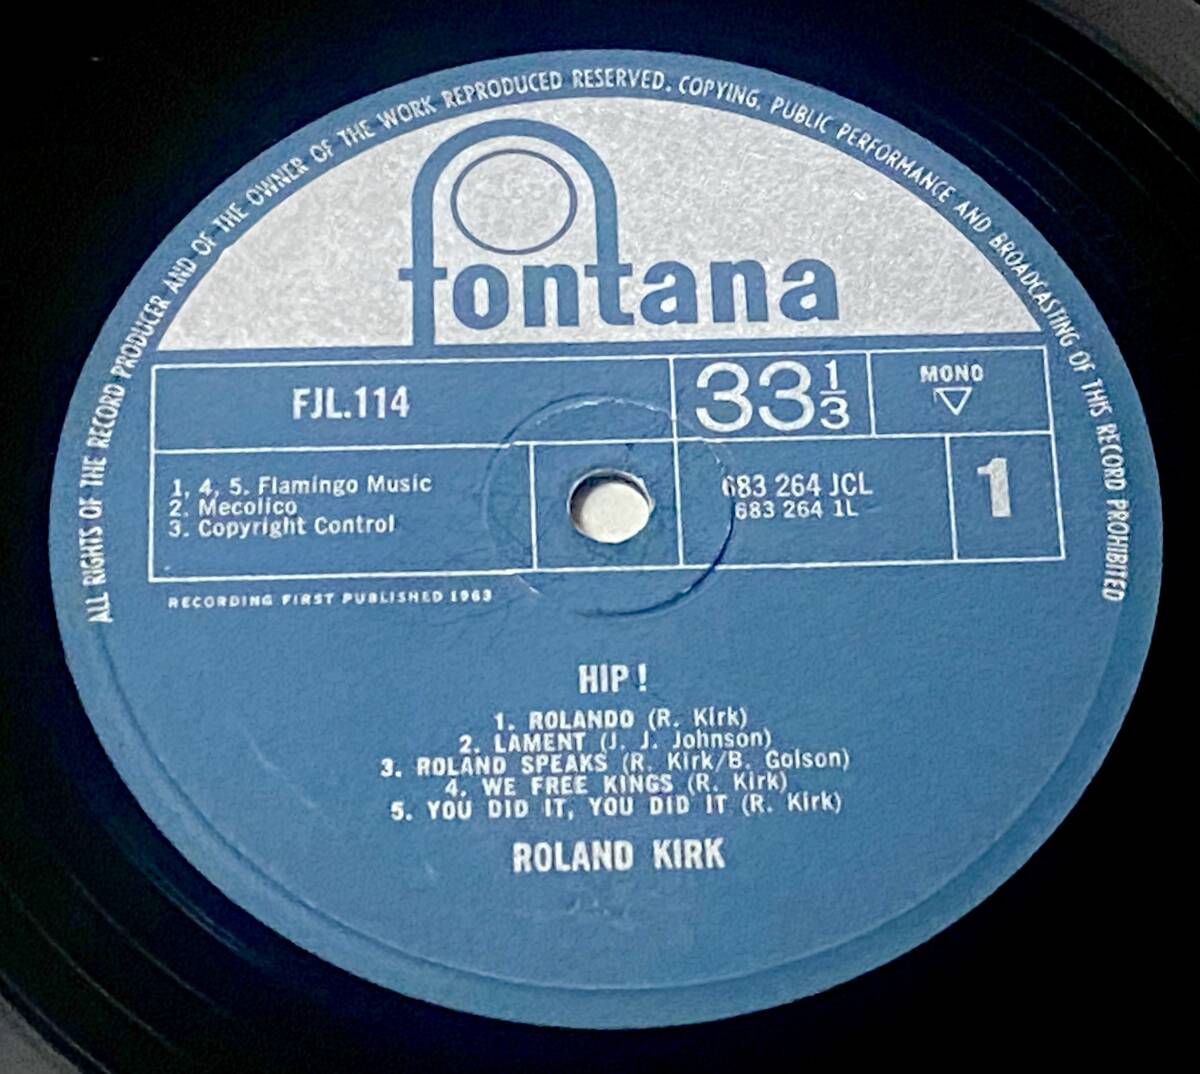 ALL RIGHTS OF THE RECORD PRODUCER AND OF THE OWNER OF THE WORK REPRODUCED RESERVED. COPYING, PUBLIC PERFORMANCE AND BROADCASTING OF THIS RECORD PROHIBITED
fontana
FJL.114
33 1/3
MONO
1, 4, 5. Flamingo Music
2. Mecolico
3. Copyright Control
683 264 JCL
683 264 1L
1
RECORDING FIRST PUBLISHED 1963
HIP!
1. ROLANDO (R. Kirk)
2. LAMENT (J. J. Johnson)
3. ROLAND SPEAKS (R. Kirk/B. Golson)
4. WE FREE KINGS (R. Kirk)
5. YOU DID IT, YOU DID IT (R. Kirk)
ROLAND KIRK